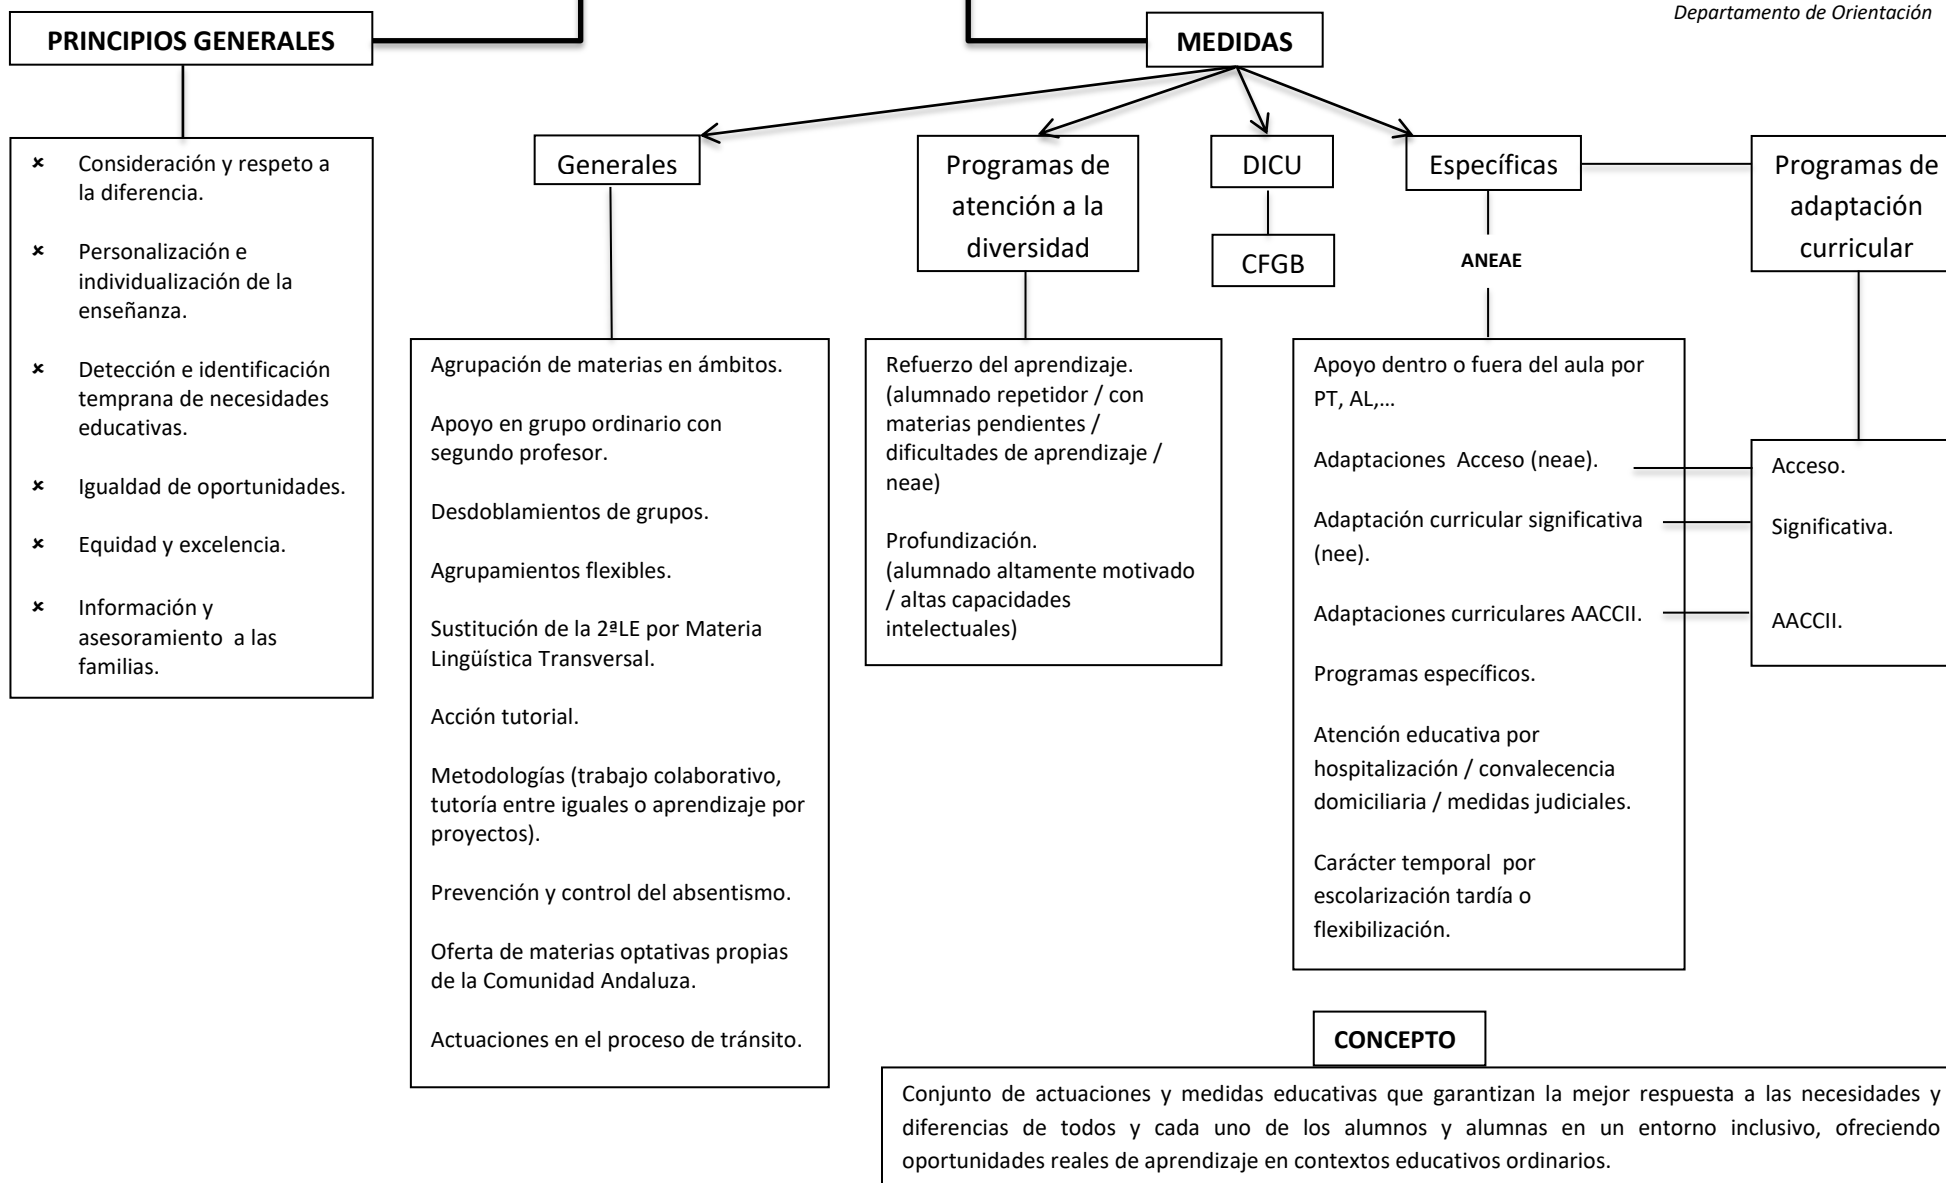 Departamento de Orientación
PRINCIPIOS GENERALES
MEDIDAS
× Consideración y respeto a
la diferencia.
× Personalización e
individualización de la
enseñanza.
× Detección e identificación
temprana de necesidades
educativas.
× Igualdad de oportunidades.
× Equidad y excelencia.
× Información y
asesoramiento a las
familias.
Generales
Agrupación de materias en ámbitos.
Apoyo en grupo ordinario con
segundo profesor.
Desdoblamientos de grupos.
Agrupamientos flexibles.
Sustitución de la 2ªLE por Materia
Lingüística Transversal.
Acción tutorial.
Metodologías (trabajo colaborativo,
tutoría entre iguales o aprendizaje por
proyectos).
Prevención y control del absentismo.
Oferta de materias optativas propias
de la Comunidad Andaluza.
Actuaciones en el proceso de tránsito.
Programas de
atención a la
diversidad
Refuerzo del aprendizaje.
(alumnado repetidor / con
materias pendientes /
dificultades de aprendizaje /
neae)
Profundización.
(alumnado altamente motivado
/ altas capacidades
intelectuales)
DICU
CFGB
Específicas
ANEAE
Apoyo dentro o fuera del aula por
PT, AL,...
Adaptaciones Acceso (neae).
Adaptación curricular significativa
(nee).
Adaptaciones curriculares AACCII.
Programas específicos.
Atención educativa por
hospitalización / convalecencia
domiciliaria / medidas judiciales.
Carácter temporal por
escolarización tardía o
flexibilización.
Programas de
adaptación
curricular
Acceso.
Significativa.
AACCII.
CONCEPTO
Conjunto de actuaciones y medidas educativas que garantizan la mejor respuesta a las necesidades y
diferencias de todos y cada uno de los alumnos y alumnas en un entorno inclusivo, ofreciendo
oportunidades reales de aprendizaje en contextos educativos ordinarios.